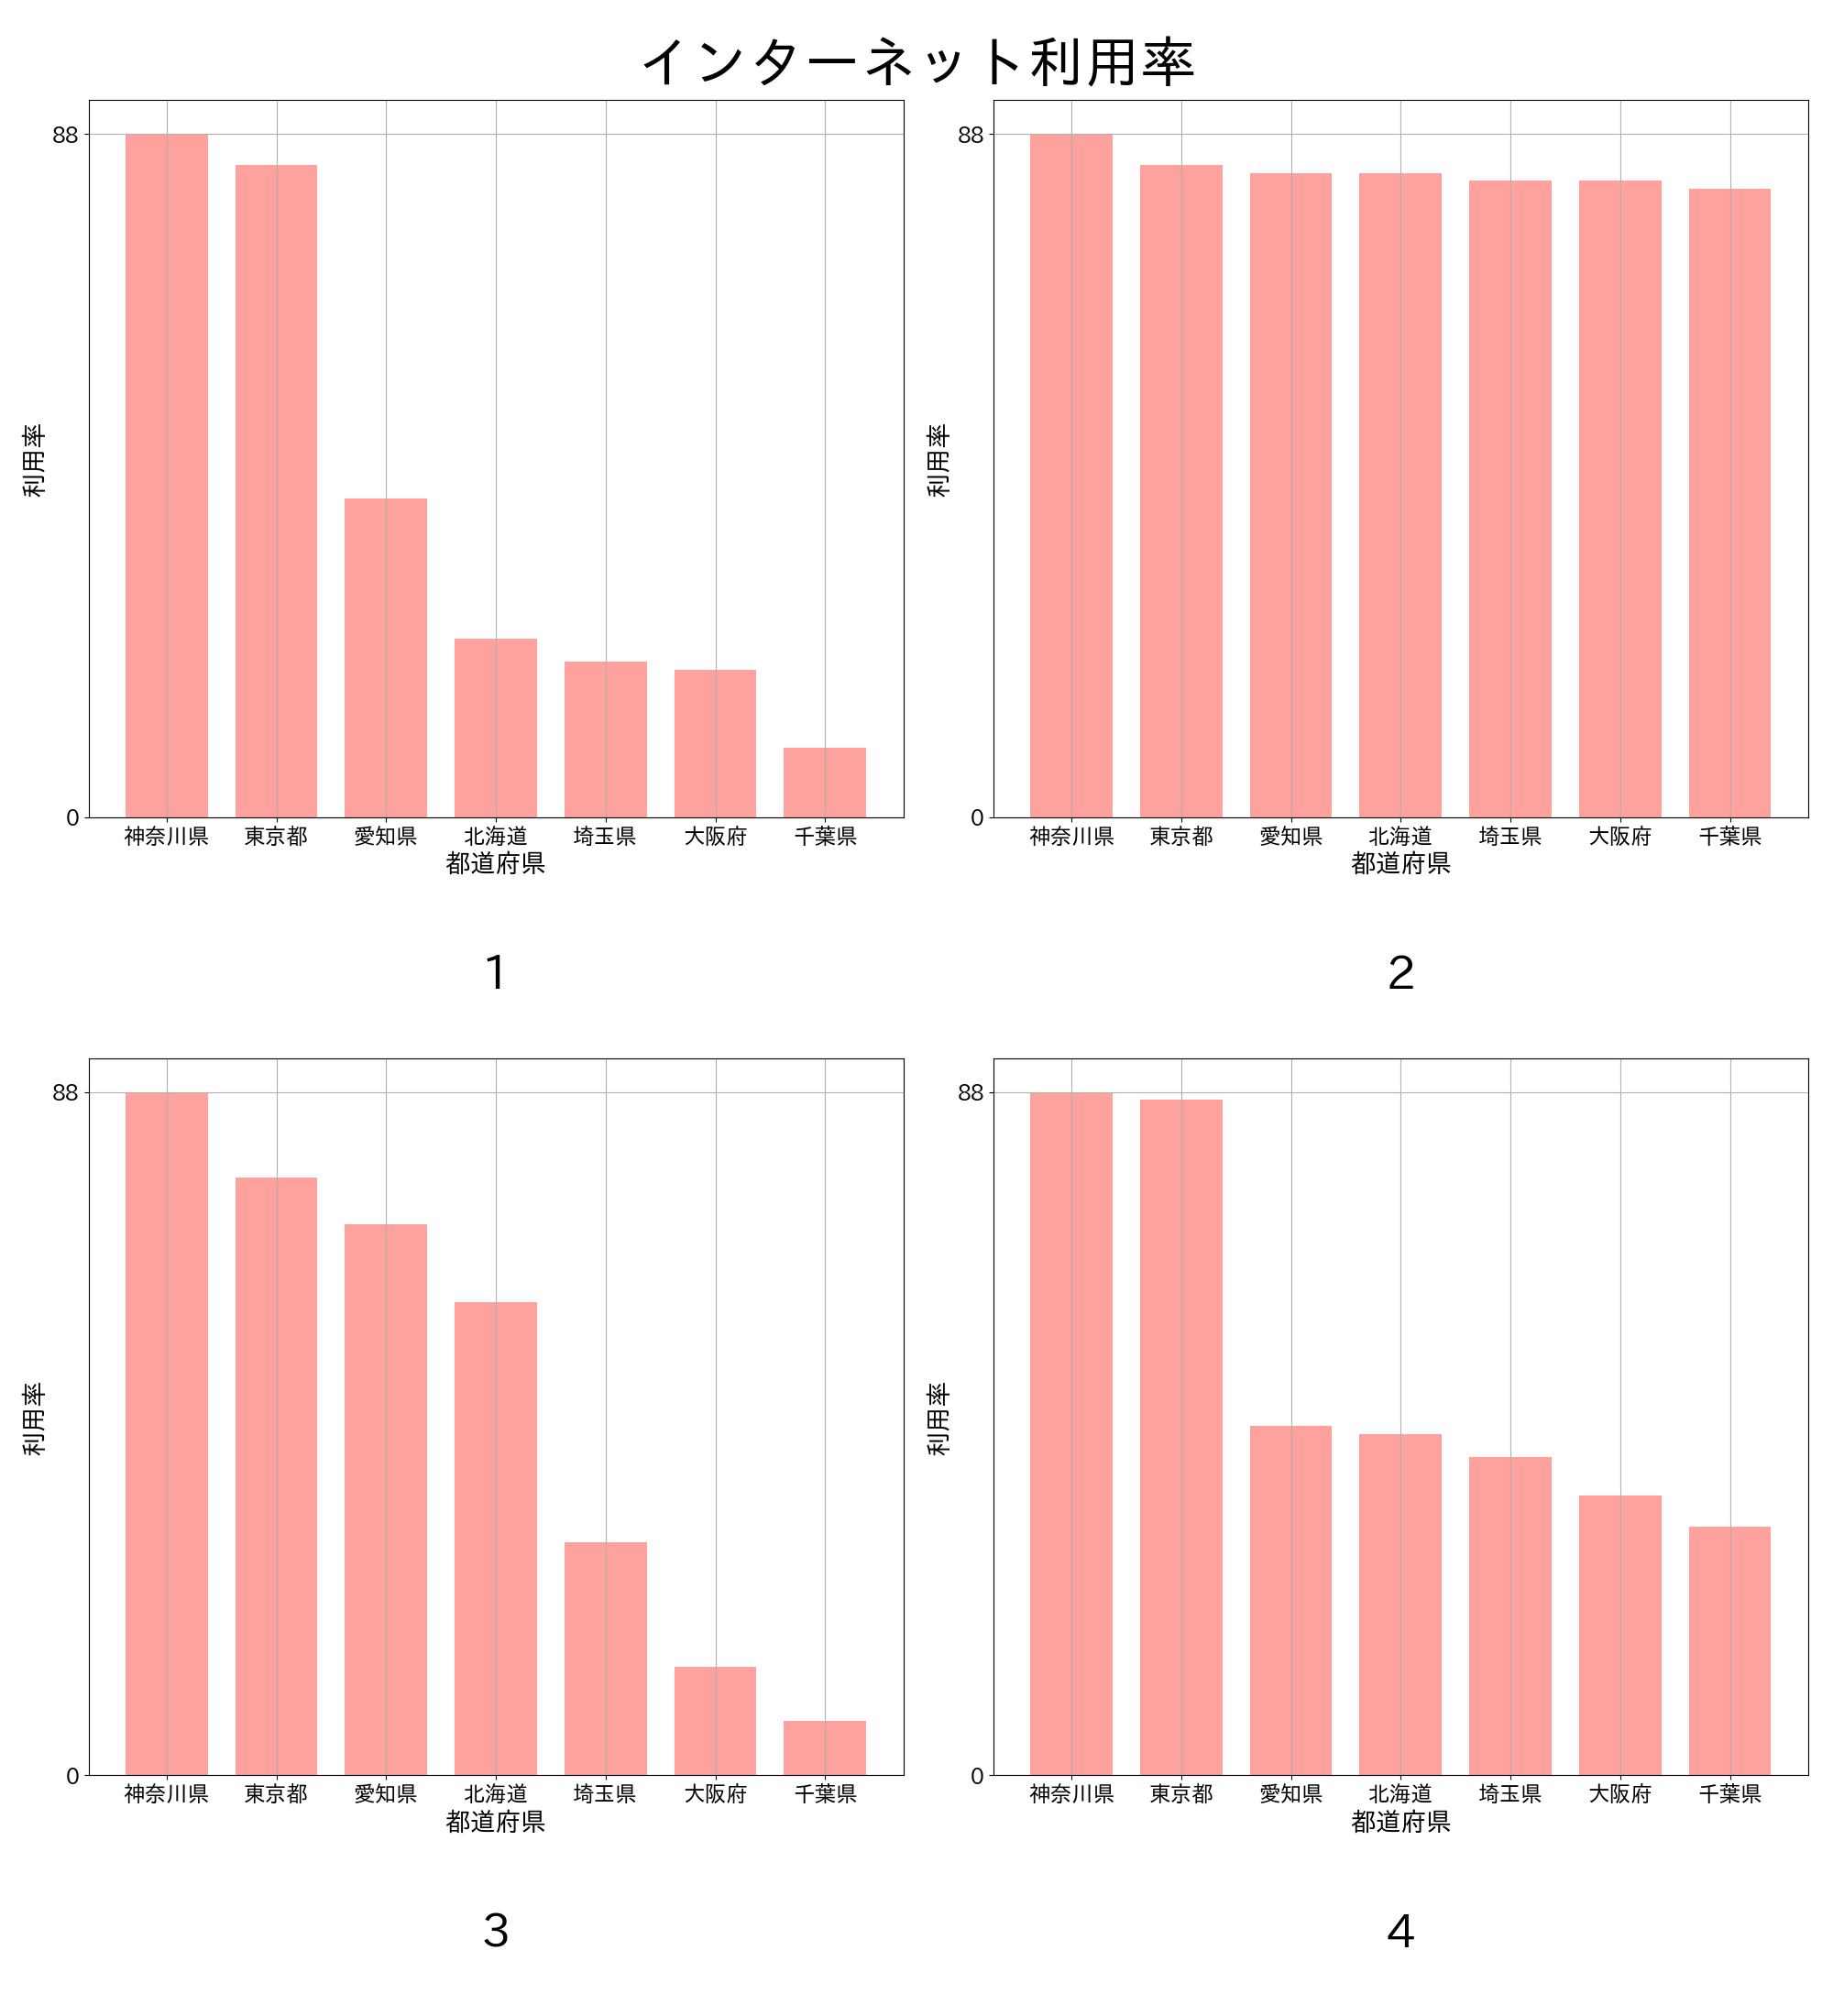 インターネット利用率
88
0
利用率
神奈川県 東京都 愛知県 北海道 埼玉県 大阪府 千葉県
都道府県
1
88
0
利用率
神奈川県 東京都 愛知県 北海道 埼玉県 大阪府 千葉県
都道府県
2
88
0
利用率
神奈川県 東京都 愛知県 北海道 埼玉県 大阪府 千葉県
都道府県
3
88
0
利用率
神奈川県 東京都 愛知県 北海道 埼玉県 大阪府 千葉県
都道府県
4